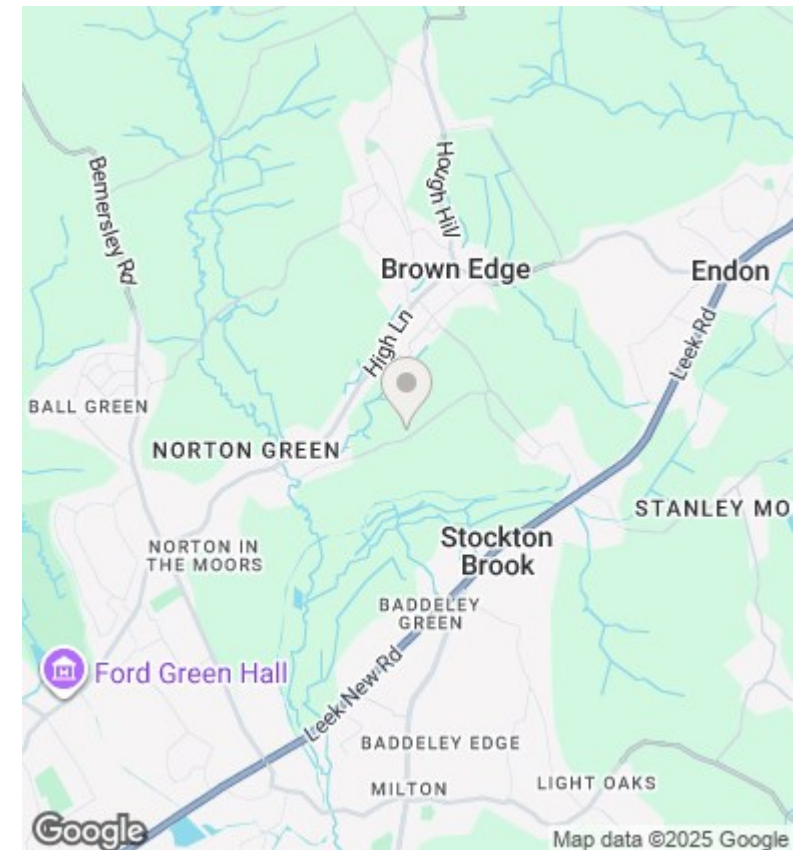 Bemersley Rd
Hough Hil
Brown Edge
Endon
High Ln
Leek Rd
BALL GREEN
NORTON GREEN
STANLEY MO
Stockton
Brook
NORTON IN
THE MOORS
BADDELEY
GREEN
Ford Green Hall
Leek New Rd
BADDELEY EDGE
MILTON
LIGHT OAKS
Google
Map data ©2025 Google